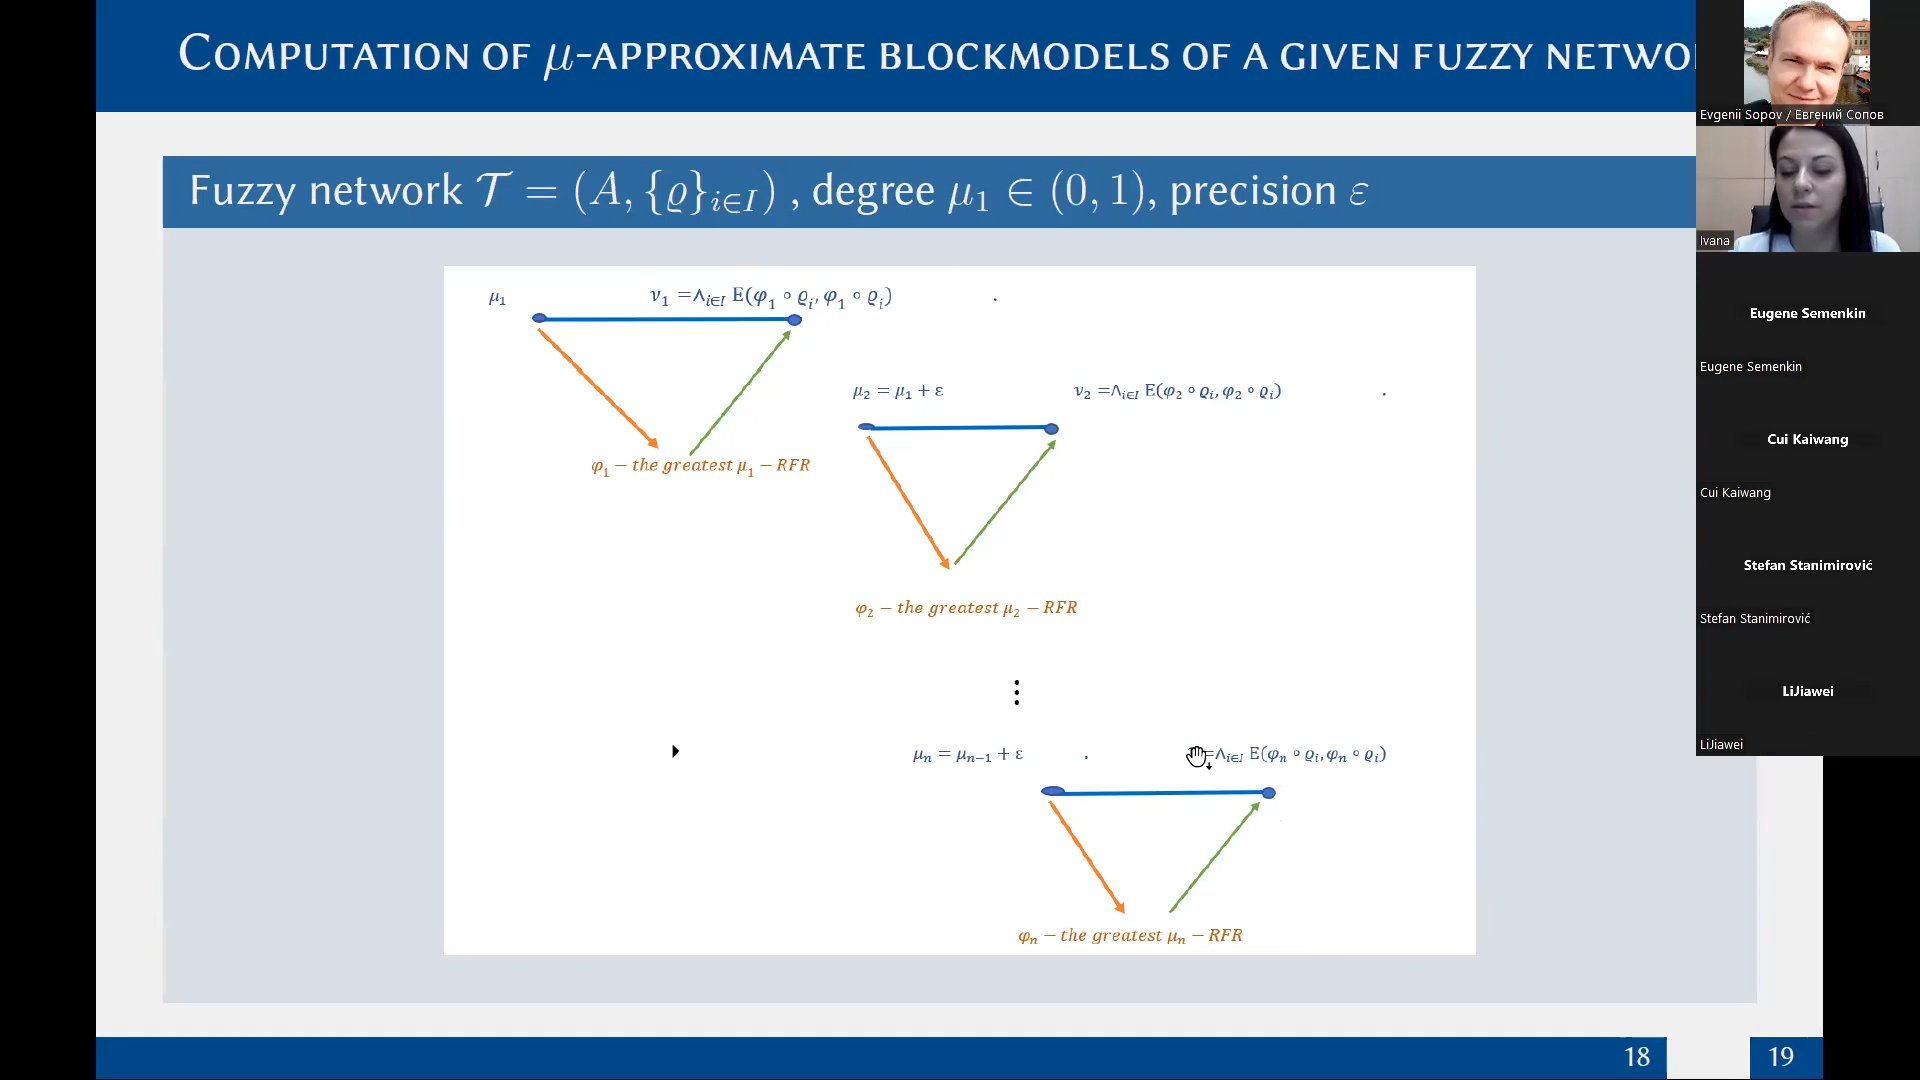 COMPUTATION OF μ-APPROXIMATE BLOCKMODELS OF A GIVEN FUZZY NETWO
Fuzzy network 𝒯 = (A, {ϱ}i∈I) , degree μ1 ∈ (0, 1), precision ε
μ1
ν1 =∧i∈I E(φ1 ∘ ϱi, φ1 ∘ ϱi)
.
μ2 = μ1 + ε
ν2 =∧i∈I E(φ2 ∘ ϱi, φ2 ∘ ϱi)
.
φ1 − the greatest μ1 − RFR
φ2 − the greatest μ2 − RFR
⋮
μn = μn−1 + ε
.
=∧i∈I E(φn ∘ ϱi, φn ∘ ϱi)
φn − the greatest μn − RFR
18
19
Evgenii Sopov / Евгений Сопов
Ivana
Eugene Semenkin
Eugene Semenkin
Cui Kaiwang
Cui Kaiwang
Stefan Stanimirović
Stefan Stanimirović
LiJiawei
LiJiawei